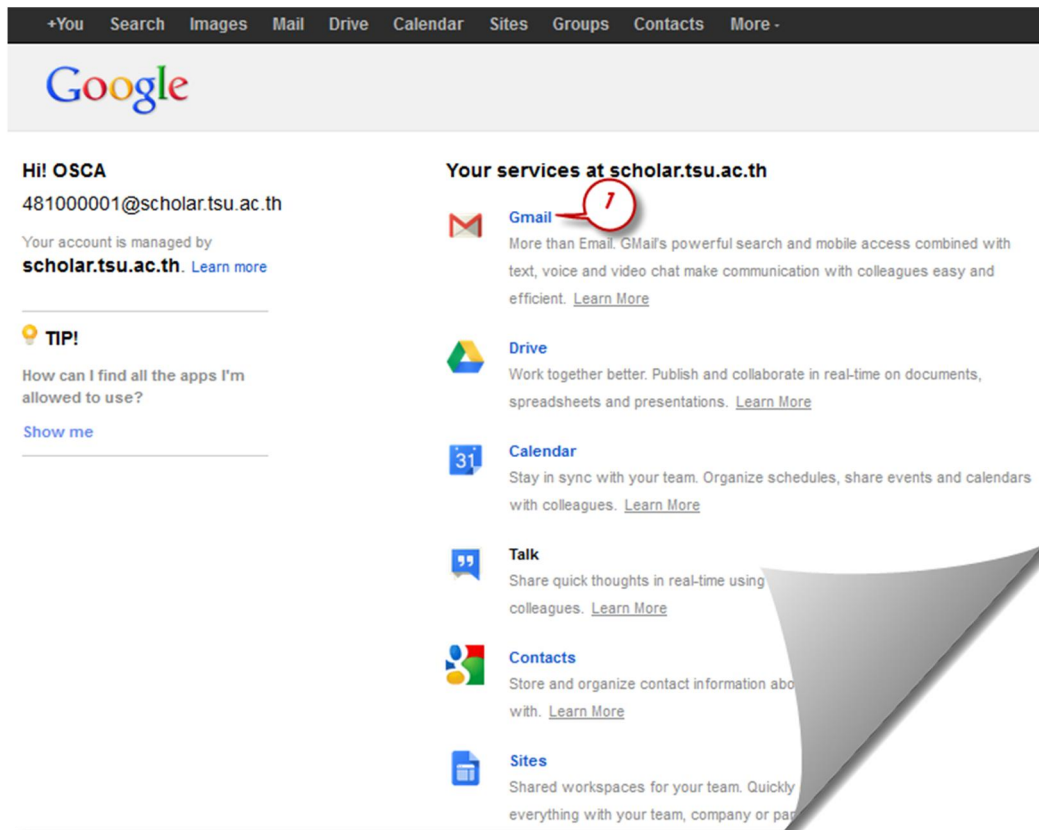 +You Search Images Mail Drive Calendar Sites Groups Contacts More -
Google
Hi! OSCA
481000001@scholar.tsu.ac.th
Your account is managed by
scholar.tsu.ac.th. Learn more
TIP!
How can I find all the apps I'm
allowed to use?
Show me
Your services at scholar.tsu.ac.th
1
Gmail
More than Email. GMail's powerful search and mobile access combined with
text, voice and video chat make communication with colleagues easy and
efficient. Learn More
Drive
Work together better. Publish and collaborate in real-time on documents,
spreadsheets and presentations. Learn More
31
Calendar
Stay in sync with your team. Organize schedules, share events and calendars
with colleagues. Learn More
Talk
Share quick thoughts in real-time using
colleagues. Learn More
Contacts
Store and organize contact information
with. Learn More
Sites
Shared workspaces for your team. Quickly
everything with your team, company or